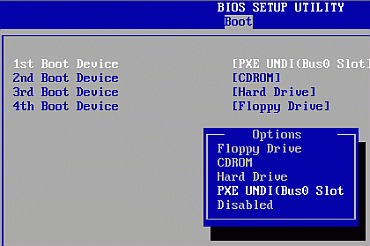 BIOS SETUP UTILITY
Boot
1st Boot Device [PXE UNDI(Bus0 Slot]
2nd Boot Device [CDROM]
3rd Boot Device [Hard Drive]
4th Boot Device [Floppy Drive]
Options
Floppy Drive
CDROM
Hard Drive
PXE UNDI(Bus0 Slot
Disabled